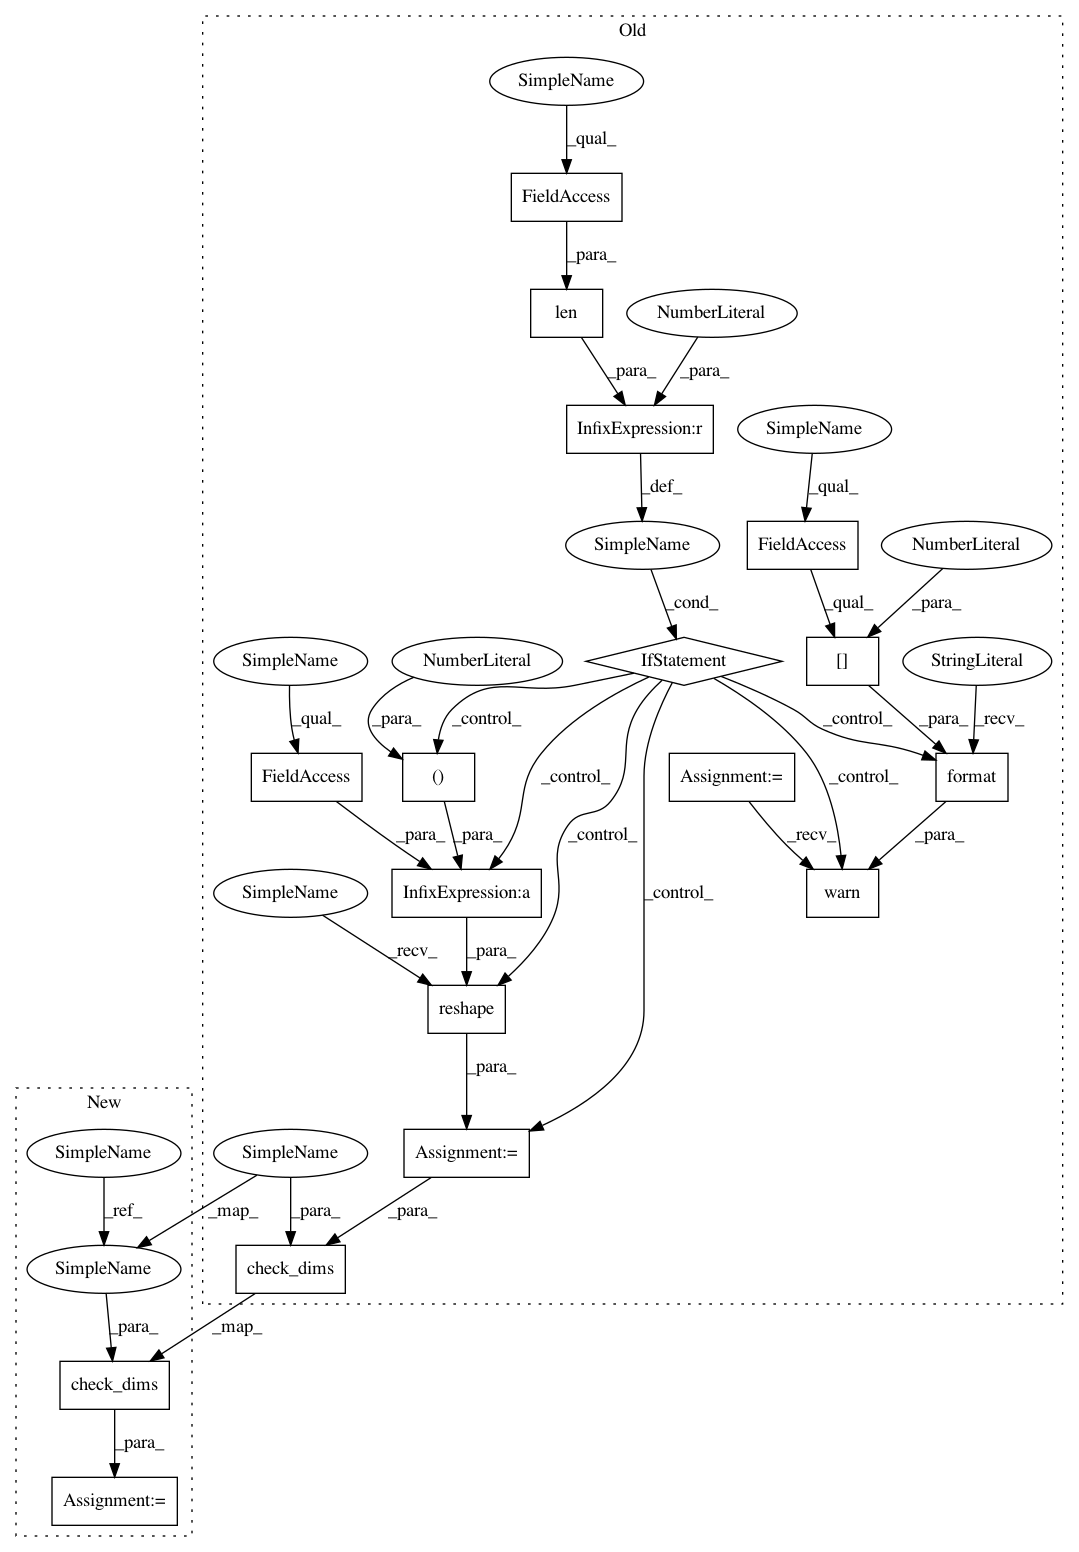 Old
SimpleName
_qual_
FieldAccess
_para_
len
NumberLiteral
_para_
_para_
InfixExpression:r
SimpleName
_def_
_qual_
SimpleName
FieldAccess
NumberLiteral
_cond_
_qual_
_para_
SimpleName
NumberLiteral
IfStatement
[]
StringLiteral
_qual_
_para_
_control_
_control_
_para_
_recv_
FieldAccess
()
_control_
Assignment:=
_control_
format
_para_
_para_
_control_
_recv_
_para_
SimpleName
InfixExpression:a
_control_
warn
_recv_
_para_
reshape
_para_
New
SimpleName
SimpleName
Assignment:=
_ref_
_map_
_para_
_para_
SimpleName
check_dims
_para_
_map_
check_dims
_para_
Assignment:=